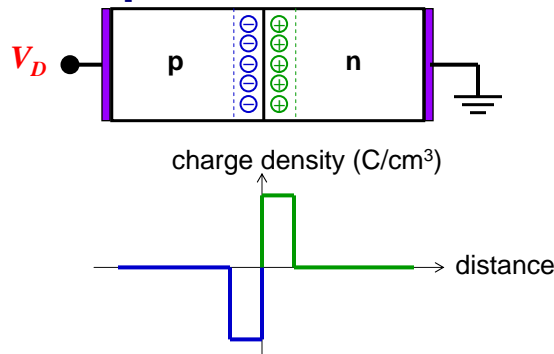 V_D
p
− − − − −
+ + + + +
n
charge density (C/cm³)
distance